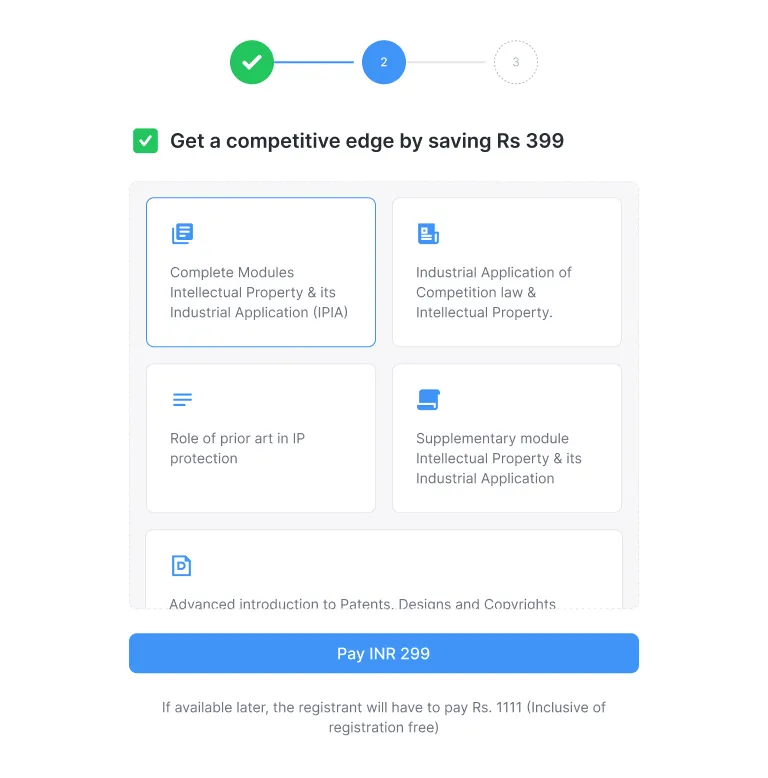 2
3
Get a competitive edge by saving Rs 399
Complete Modules
Intellectual Property & its
Industrial Application (IPIA)
Industrial Application of
Competition law &
Intellectual Property.
Role of prior art in IP
protection
Supplementary module
Intellectual Property & its
Industrial Application
D
Advanced introduction to Patents, Designs and Copyrights
Pay INR 299
If available later, the registrant will have to pay Rs. 1111 (Inclusive of
registration free)